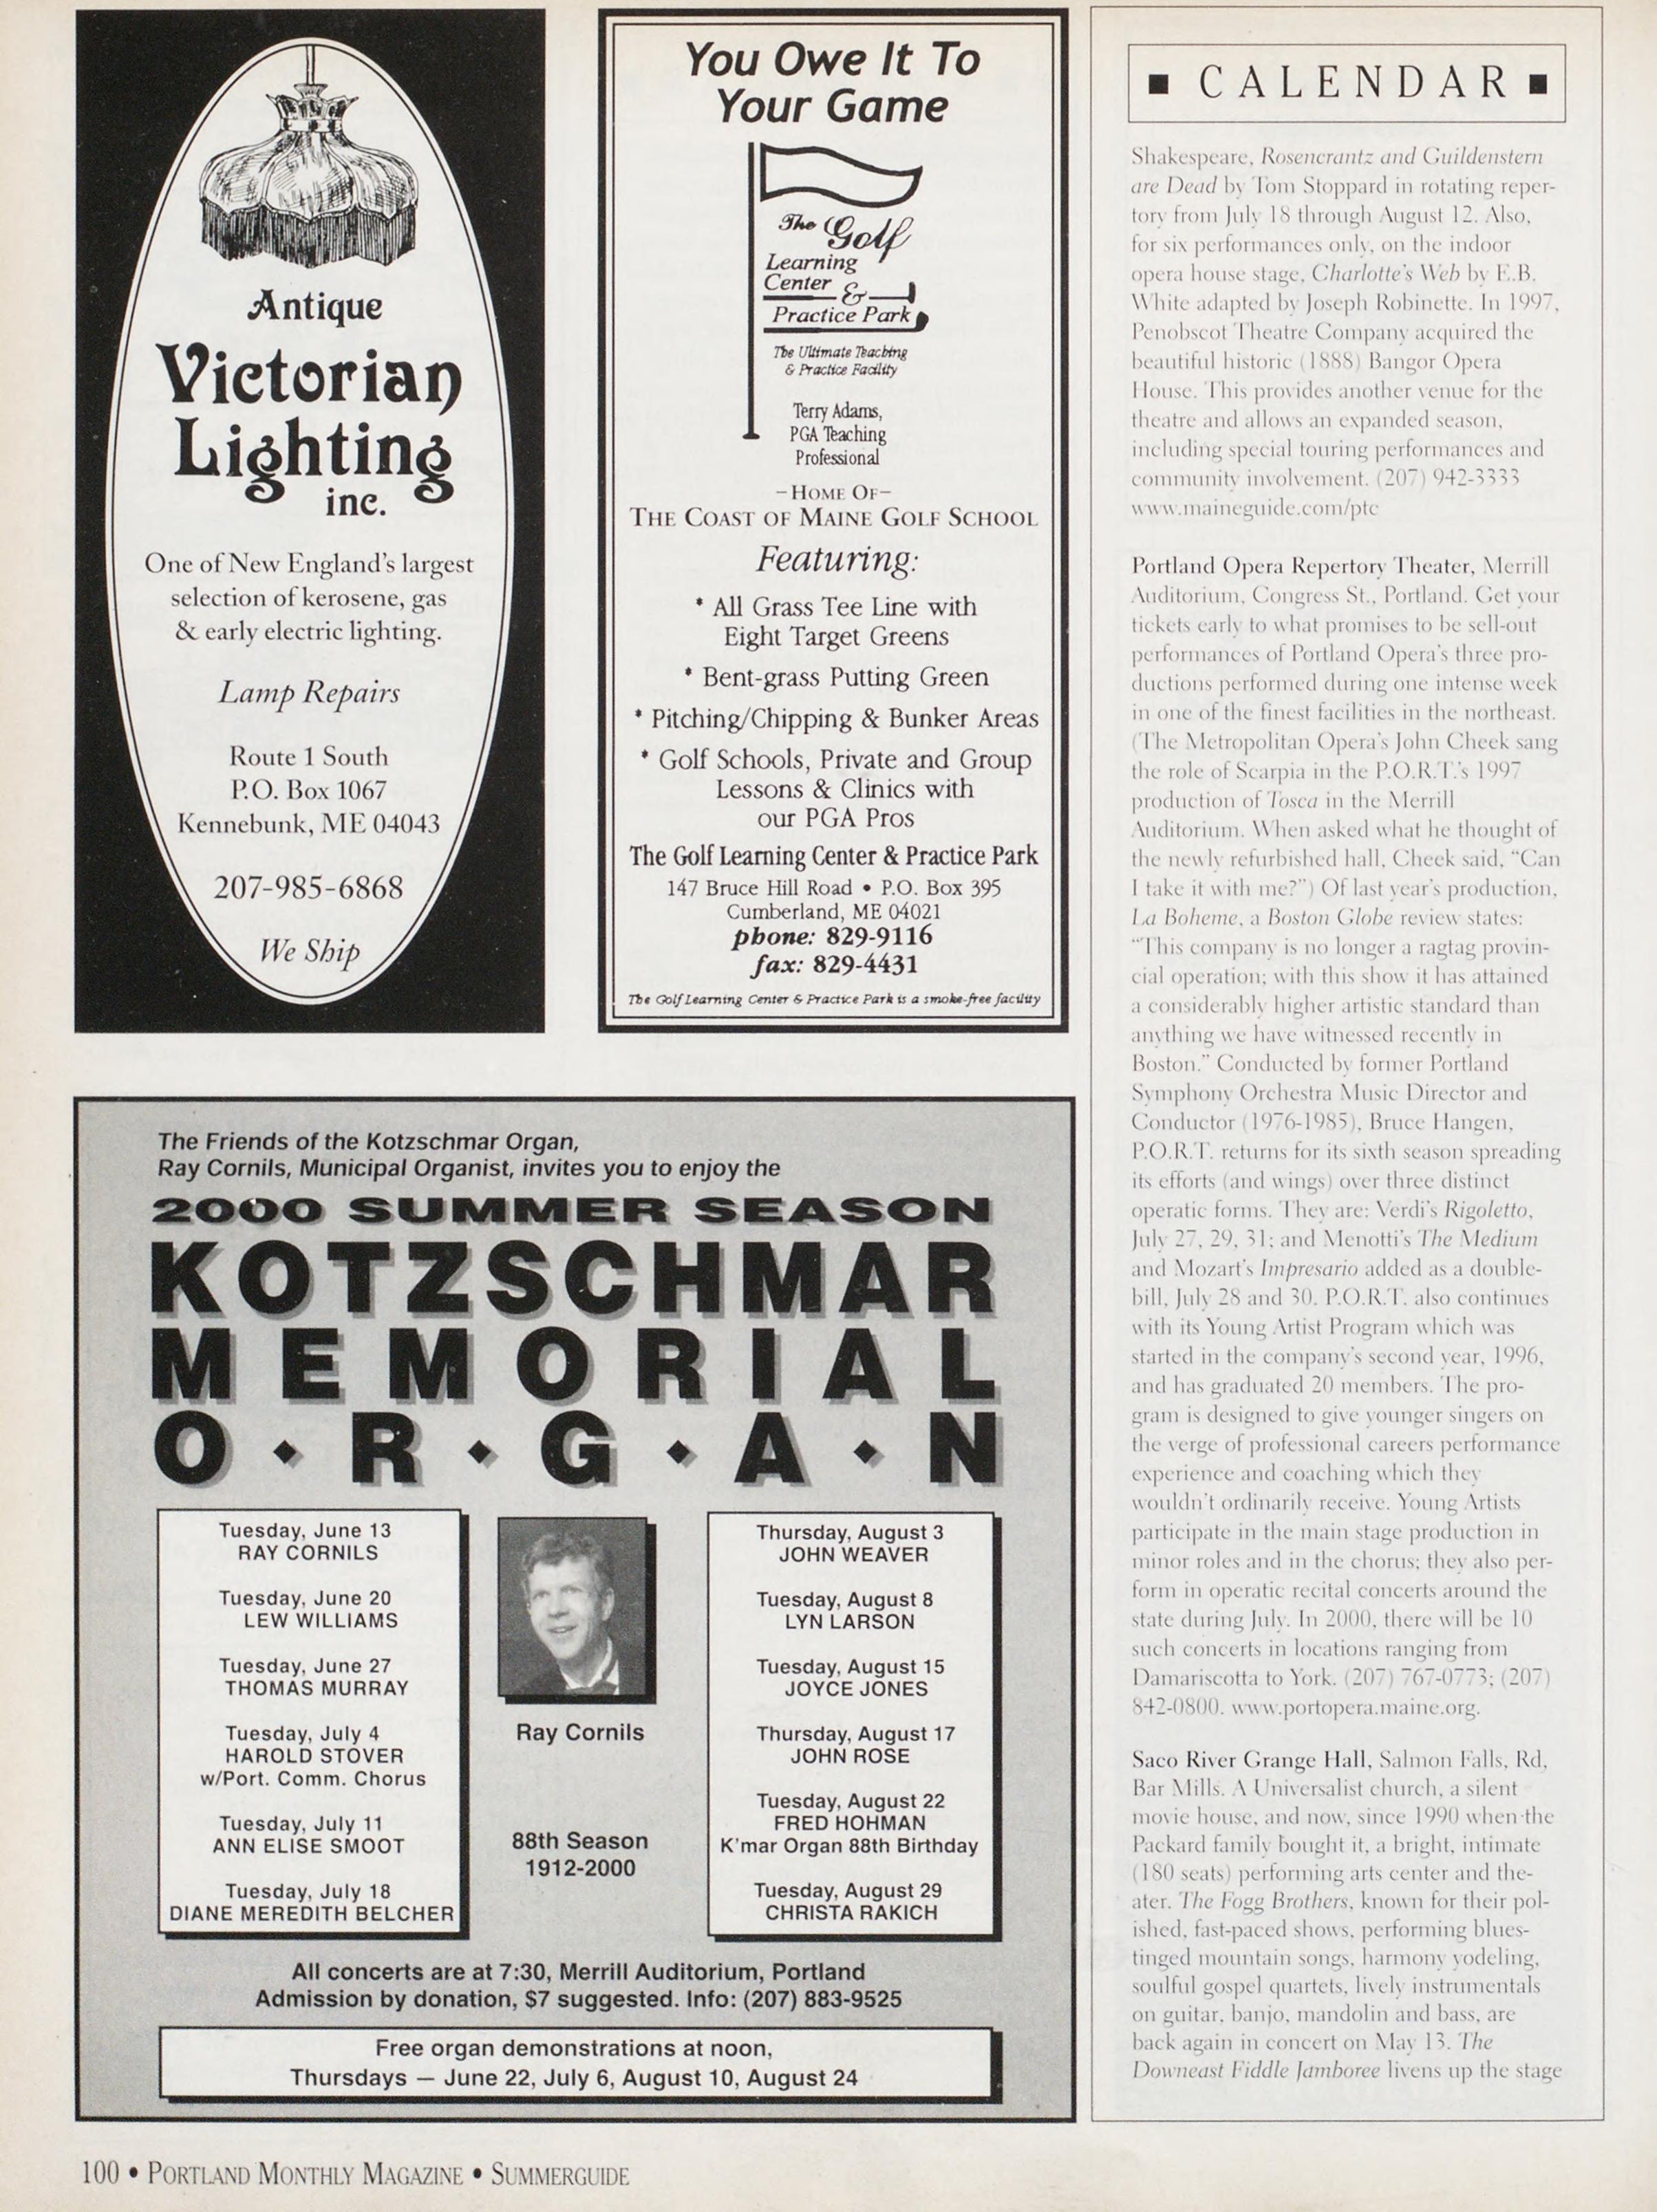 Antique
Victorian
Lighting
inc.
One of New England's largest
selection of kerosene, gas
& early electric lighting.
Lamp Repairs
Route 1 South
P.O. Box 1067
Kennebunk, ME 04043
207-985-6868
We Ship
You Owe It To
Your Game
The Golf
Learning
Center &
Practice Park
The Ultimate Teaching
& Practice Facility
Terry Adams,
PGA Teaching
Professional
-HOME OF-
THE COAST OF MAINE GOLF SCHOOL
Featuring:
* All Grass Tee Line with
Eight Target Greens
* Bent-grass Putting Green
* Pitching/Chipping & Bunker Areas
* Golf Schools, Private and Group
Lessons & Clinics with
our PGA Pros
The Golf Learning Center & Practice Park
147 Bruce Hill Road • P.O. Box 395
Cumberland, ME 04021
phone: 829-9116
fax: 829-4431
The Golf Learning Center & Practice Park is a smoke-free facility
The Friends of the Kotzschmar Organ,
Ray Cornils, Municipal Organist, invites you to enjoy the
2000 SUMMER SEASON
KOTZSCHMAR
MEMORIAL
O⬥R⬥G⬥A⬥N
Tuesday, June 13
RAY CORNILS
Tuesday, June 20
LEW WILLIAMS
Tuesday, June 27
THOMAS MURRAY
Tuesday, July 4
HAROLD STOVER
w/Port. Comm. Chorus
Tuesday, July 11
ANN ELISE SMOOT
Tuesday, July 18
DIANE MEREDITH BELCHER
Ray Cornils
88th Season
1912-2000
Thursday, August 3
JOHN WEAVER
Tuesday, August 8
LYN LARSON
Tuesday, August 15
JOYCE JONES
Thursday, August 17
JOHN ROSE
Tuesday, August 22
FRED HOHMAN
K'mar Organ 88th Birthday
Tuesday, August 29
CHRISTA RAKICH
All concerts are at 7:30, Merrill Auditorium, Portland
Admission by donation, $7 suggested. Info: (207) 883-9525
Free organ demonstrations at noon,
Thursdays — June 22, July 6, August 10, August 24
■ CALENDAR ■
Shakespeare, Rosencrantz and Guildenstern
are Dead by Tom Stoppard in rotating reper-
tory from July 18 through August 12. Also,
for six performances only, on the indoor
opera house stage, Charlotte's Web by E.B.
White adapted by Joseph Robinette. In 1997,
Penobscot Theatre Company acquired the
beautiful historic (1888) Bangor Opera
House. This provides another venue for the
theatre and allows an expanded season,
including special touring performances and
community involvement. (207) 942-3333
www.maineguide.com/ptc
Portland Opera Repertory Theater, Merrill
Auditorium, Congress St., Portland. Get your
tickets early to what promises to be sell-out
performances of Portland Opera's three pro-
ductions performed during one intense week
in one of the finest facilities in the northeast.
(The Metropolitan Opera's John Cheek sang
the role of Scarpia in the P.O.R.T.'s 1997
production of Tosca in the Merrill
Auditorium. When asked what he thought of
the newly refurbished hall, Cheek said, "Can
I take it with me?") Of last year's production,
La Boheme, a Boston Globe review states:
"This company is no longer a ragtag provin-
cial operation; with this show it has attained
a considerably higher artistic standard than
anything we have witnessed recently in
Boston." Conducted by former Portland
Symphony Orchestra Music Director and
Conductor (1976-1985), Bruce Hangen,
P.O.R.T. returns for its sixth season spreading
its efforts (and wings) over three distinct
operatic forms. They are: Verdi's Rigoletto,
July 27, 29, 31; and Menotti's The Medium
and Mozart's Impresario added as a double-
bill, July 28 and 30. P.O.R.T. also continues
with its Young Artist Program which was
started in the company's second year, 1996,
and has graduated 20 members. The pro-
gram is designed to give younger singers on
the verge of professional careers performance
experience and coaching which they
wouldn't ordinarily receive. Young Artists
participate in the main stage production in
minor roles and in the chorus; they also per-
form in operatic recital concerts around the
state during July. In 2000, there will be 10
such concerts in locations ranging from
Damariscotta to York. (207) 767-0773; (207)
842-0800. www.portopera.maine.org.
Saco River Grange Hall, Salmon Falls, Rd,
Bar Mills. A Universalist church, a silent
movie house, and now, since 1990 when the
Packard family bought it, a bright, intimate
(180 seats) performing arts center and the-
ater. The Fogg Brothers, known for their pol-
ished, fast-paced shows, performing blues-
tinged mountain songs, harmony yodeling,
soulful gospel quartets, lively instrumentals
on guitar, banjo, mandolin and bass, are
back again in concert on May 13. The
Downeast Fiddle Jamboree livens up the stage
100 • PORTLAND MONTHLY MAGAZINE • SUMMERGUIDE